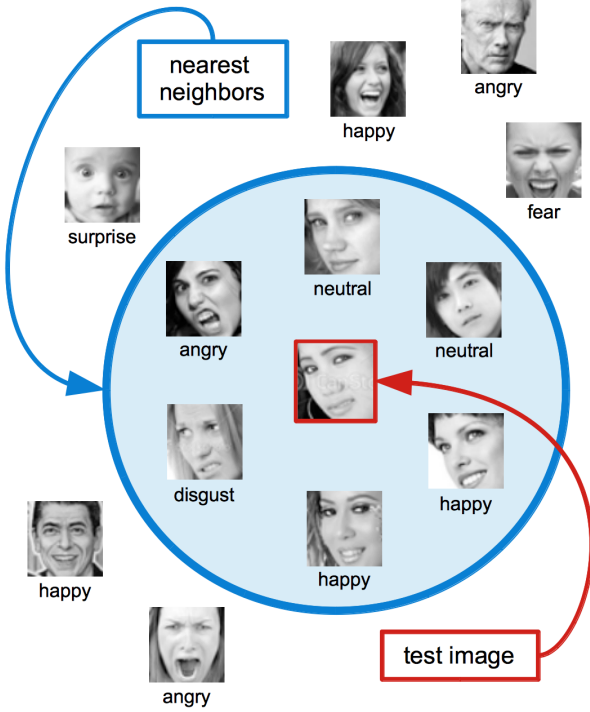 nearest
neighbors
angry
happy
fear
surprise
neutral
angry
neutral
disgust
happy
happy
happy
test image
angry